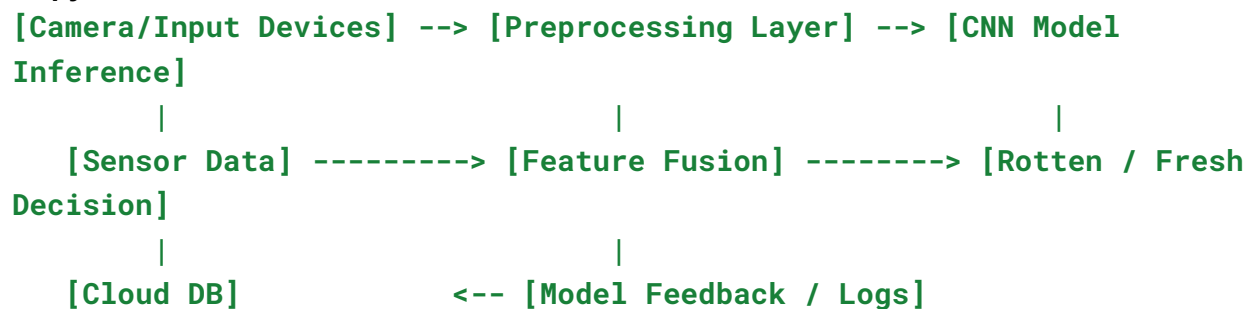 [Camera/Input Devices] --> [Preprocessing Layer] --> [CNN Model
Inference]
| | |
[Sensor Data] ---------> [Feature Fusion] --------> [Rotten / Fresh
Decision]
| |
[Cloud DB] <-- [Model Feedback / Logs]